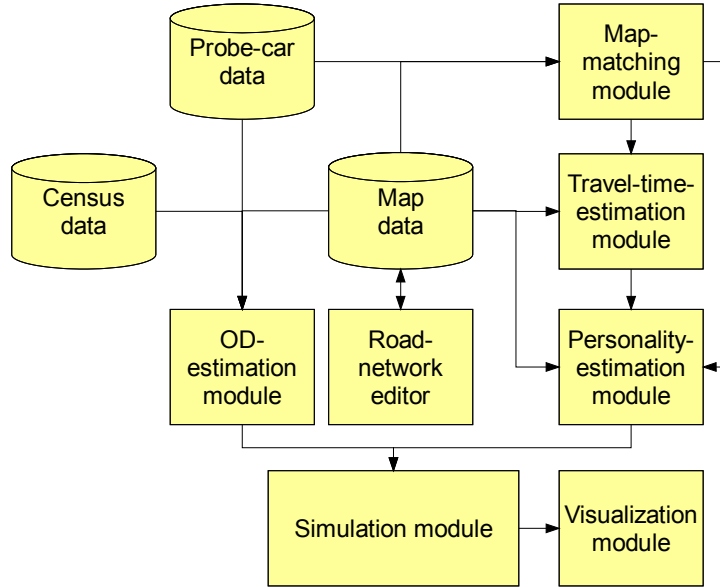 Probe-car
data
Map-
matching
module
Census
data
Map
data
Travel-time-
estimation
module
OD-
estimation
module
Road-
network
editor
Personality-
estimation
module
Simulation module
Visualization
module